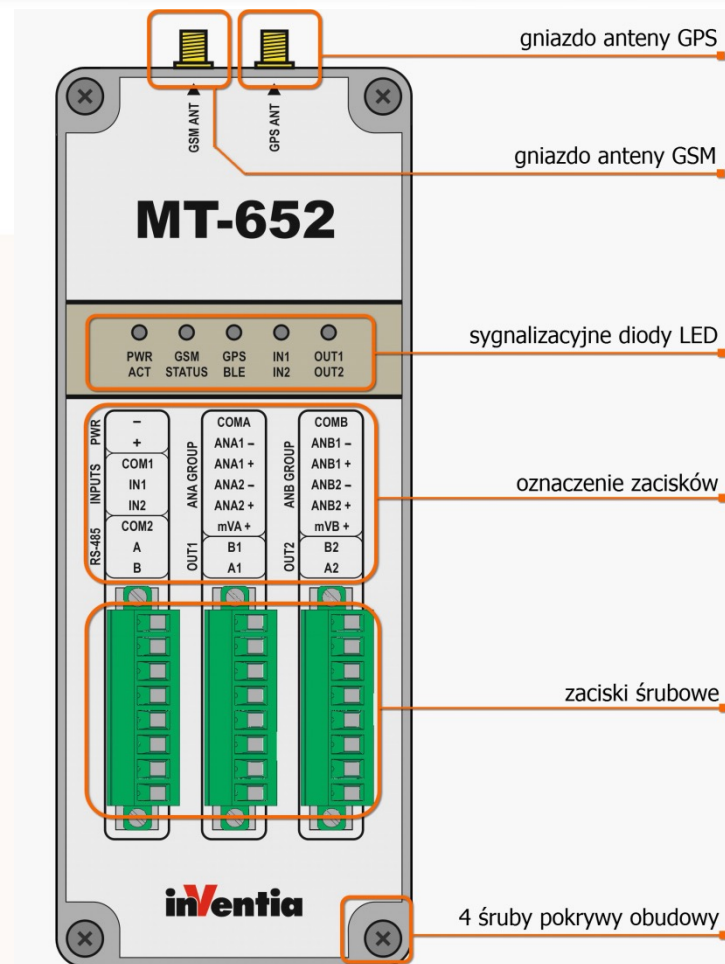 gniazdo anteny GPS
GSM ANT
GPS ANT
gniazdo anteny GSM
MT-652
sygnalizacyjne diody LED
PWR GSM GPS IN1 OUT1
ACT STATUS BLE IN2 OUT2
oznaczenie zacisków
PWR
–
+
INPUTS
COM1
IN1
IN2
RS-485
COM2
A
B
ANA GROUP
COMA
ANA1 –
ANA1 +
ANA2 –
ANA2 +
mVA +
OUT1
B1
A1
ANB GROUP
COMB
ANB1 –
ANB1 +
ANB2 –
ANB2 +
mVB +
OUT2
B2
A2
zaciski śrubowe
inVentia
4 śruby pokrywy obudowy